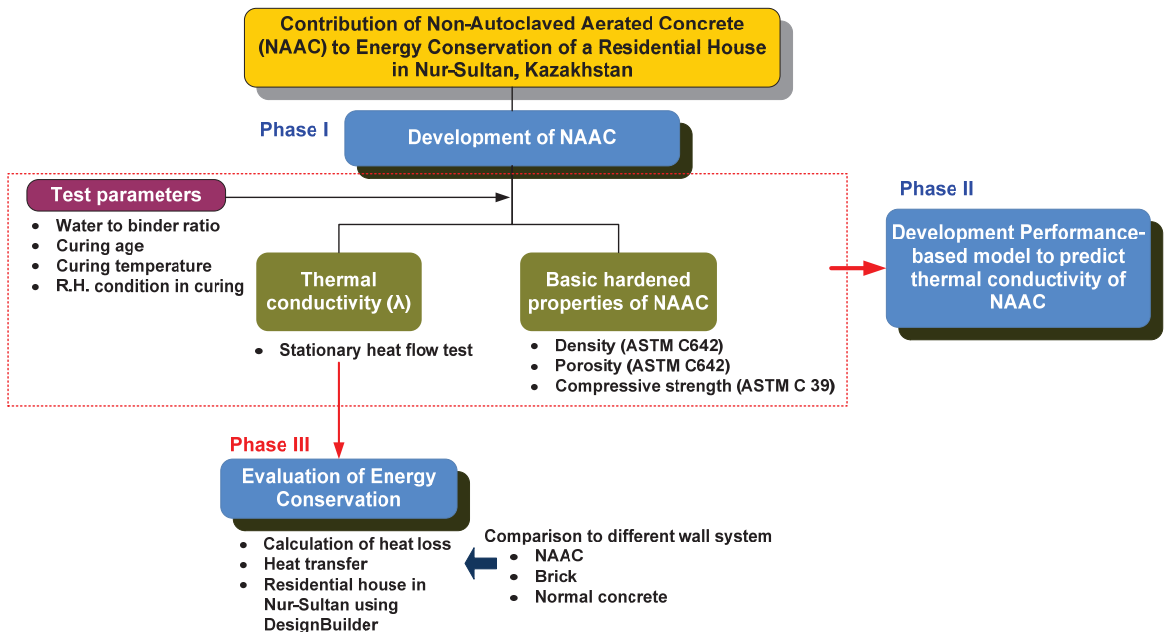 Contribution of Non-Autoclaved Aerated Concrete
(NAAC) to Energy Conservation of a Residential House
in Nur-Sultan, Kazakhstan
Phase I
Development of NAAC
Test parameters
• Water to binder ratio
• Curing age
• Curing temperature
• R.H. condition in curing
Thermal
conductivity (λ)
• Stationary heat flow test
Basic hardened
properties of NAAC
• Density (ASTM C642)
• Porosity (ASTM C642)
• Compressive strength (ASTM C 39)
Phase II
Development Performance-
based model to predict
thermal conductivity of
NAAC
Phase III
Evaluation of Energy
Conservation
• Calculation of heat loss
• Heat transfer
• Residential house in
Nur-Sultan using
DesignBuilder
Comparison to different wall system
• NAAC
• Brick
• Normal concrete